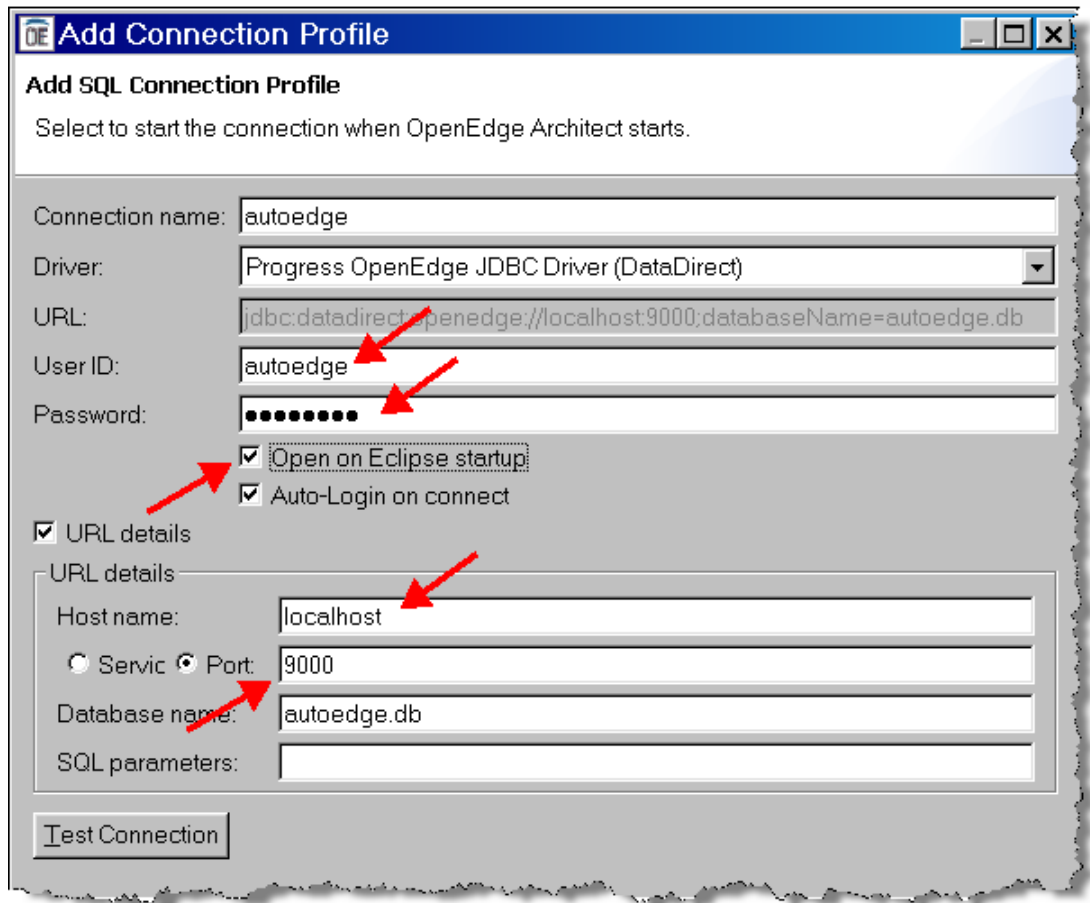 OE Add Connection Profile
Add SQL Connection Profile
Select to start the connection when OpenEdge Architect starts.
Connection name: autoedge
Driver: Progress OpenEdge JDBC Driver (DataDirect)
URL: jdbc:datadirect:openedge://localhost:9000;databaseName=autoedge.db
User ID: autoedge
Password: ●●●●●●●●
Open on Eclipse startup
Auto-Login on connect
URL details
URL details
Host name: localhost
Servic Port: 9000
Database name: autoedge.db
SQL parameters:
Test Connection